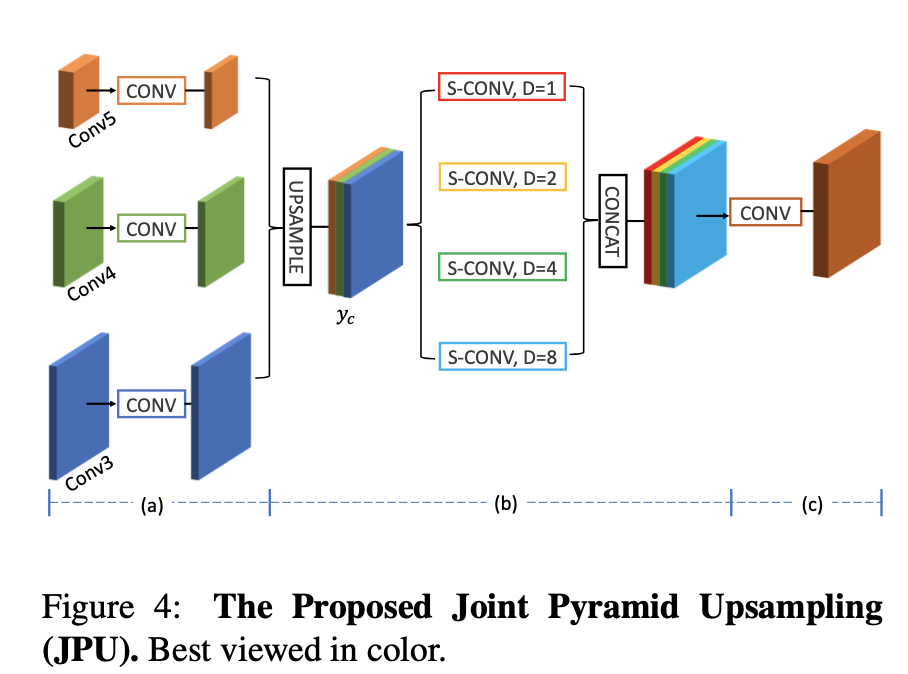 CONV
Conv5
CONV
Conv4
CONV
Conv3
UPSAMPLE
y_c
S-CONV, D=1
S-CONV, D=2
S-CONV, D=4
S-CONV, D=8
CONCAT
CONV
(a)
(b)
(c)
Figure 4: The Proposed Joint Pyramid Upsampling
(JPU). Best viewed in color.